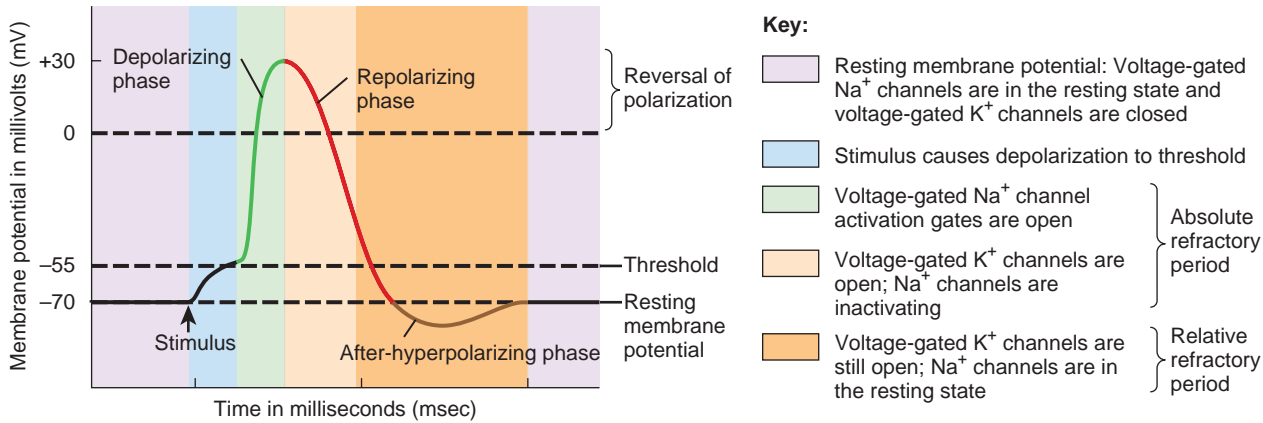 Membrane potential in millivolts (mV)
+30
0
–55
–70
Depolarizing
phase
Repolarizing
phase
Reversal of
polarization
Threshold
Resting
membrane
potential
Stimulus
After-hyperpolarizing phase
Time in milliseconds (msec)
Key:
Resting membrane potential: Voltage-gated
Na+ channels are in the resting state and
voltage-gated K+ channels are closed
Stimulus causes depolarization to threshold
Voltage-gated Na+ channel
activation gates are open
Voltage-gated K+ channels are
open; Na+ channels are
inactivating
Absolute
refractory
period
Voltage-gated K+ channels are
still open; Na+ channels are in
the resting state
Relative
refractory
period